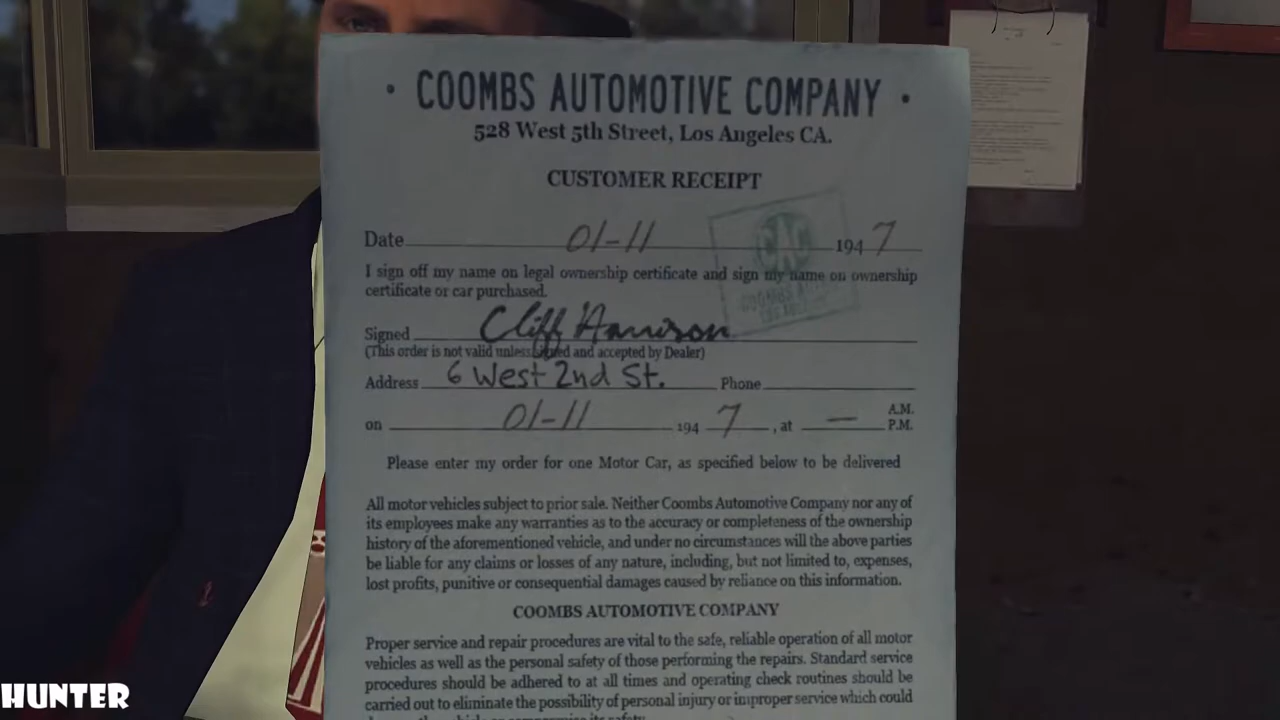 · COOMBS AUTOMOTIVE COMPANY ·
528 West 5th Street, Los Angeles CA.
CUSTOMER RECEIPT
Date 01-11 1947
CAC
I sign off my name on legal ownership certificate and sign my name on ownership
certificate or car purchased.
Signed Cliff Harrison
(This order is not valid unless signed and accepted by Dealer)
Address 6 West 2nd St. Phone
on 01-11 1947, at — A.M.
P.M.
Please enter my order for one Motor Car, as specified below to be delivered
All motor vehicles subject to prior sale. Neither Coombs Automotive Company nor any of
its employees make any warranties as to the accuracy or completeness of the ownership
history of the aforementioned vehicle, and under no circumstances will the above parties
be liable for any claims or losses of any nature, including, but not limited to, expenses,
lost profits, punitive or consequential damages caused by reliance on this information.
COOMBS AUTOMOTIVE COMPANY
Proper service and repair procedures are vital to the safe, reliable operation of all motor
vehicles as well as the personal safety of those performing the repairs. Standard service
procedures should be adhered to at all times and operating check routines should be
carried out to eliminate the possibility of personal injury or improper service which could
HUNTER